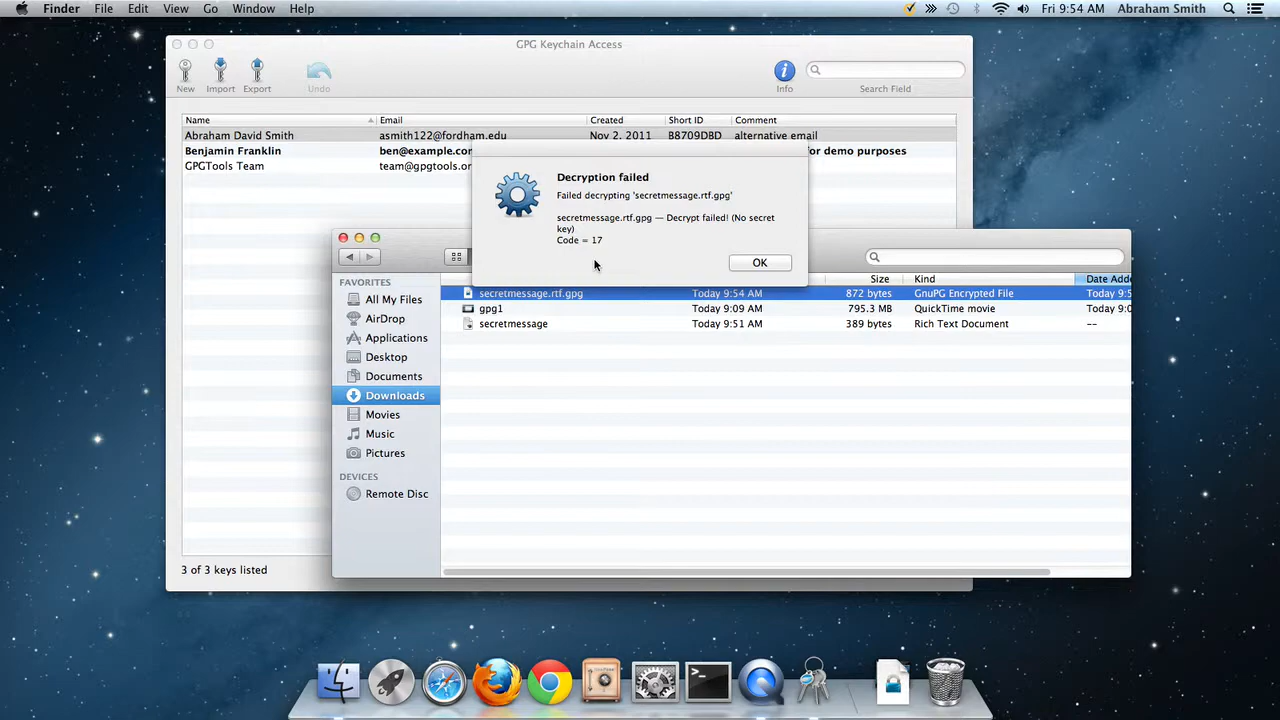 Finder File Edit View Go Window Help Fri 9:54 AM Abraham Smith
GPG Keychain Access
New Import Export Undo Info Search Field
Name Email Created Short ID Comment
Abraham David Smith asmith122@fordham.edu Nov 2, 2011 B8709DBD alternative email
Benjamin Franklin ben@example.com for demo purposes
GPGTools Team team@gpgtools.or
Decryption failed
Failed decrypting 'secretmessage.rtf.gpg'
secretmessage.rtf.gpg — Decrypt failed! (No secret
key)
Code = 17
OK
Size Kind Date Adde
secretmessage.rtf.gpg Today 9:54 AM 872 bytes GnuPG Encrypted File Today 9:5
gpg1 Today 9:09 AM 795.3 MB QuickTime movie Today 9:0
secretmessage Today 9:51 AM 389 bytes Rich Text Document --
FAVORITES
All My Files
AirDrop
Applications
Desktop
Documents
Downloads
Movies
Music
Pictures
DEVICES
Remote Disc
3 of 3 keys listed